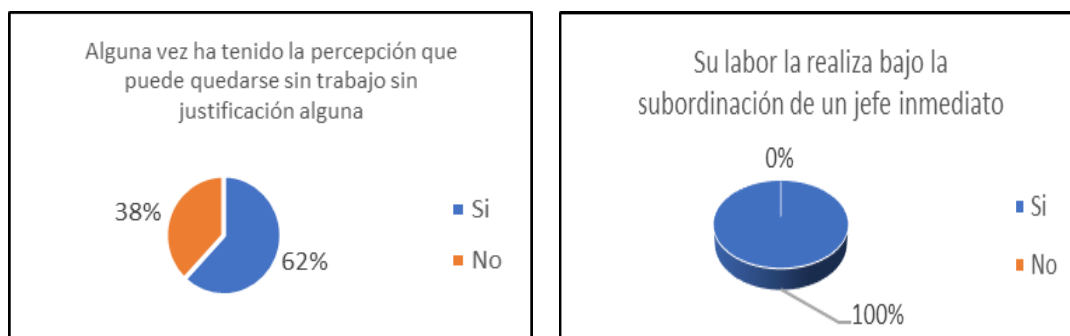 Alguna vez ha tenido la percepción que
puede quedarse sin trabajo sin
justificación alguna
38%
62%
Si
No
Su labor la realiza bajo la
subordinación de un jefe inmediato
0%
100%
Si
No